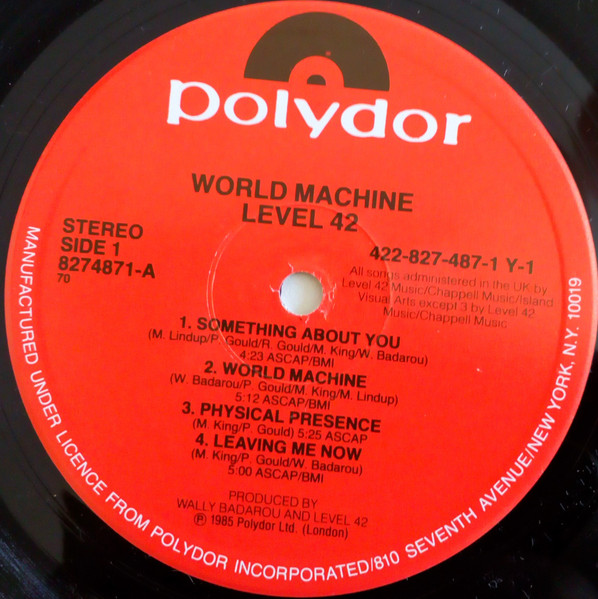 polydor
WORLD MACHINE
LEVEL 42
STEREO
SIDE 1
8274871-A
70
422-827-487-1 Y-1
All songs administered in the UK by
Level 42 Music/Chappell Music/Island
Visual Arts except 3 by Level 42
Music/Chappell Music
1. SOMETHING ABOUT YOU
(M. Lindup/P. Gould/R. Gould/M. King/W. Badarou)
4:23 ASCAP/BMI
2. WORLD MACHINE
(W. Badarou/P. Gould/M. King/M. Lindup)
5:12 ASCAP/BMI
3. PHYSICAL PRESENCE
(M. King/P. Gould) 5:25 ASCAP
4. LEAVING ME NOW
(M. King/P. Gould/W. Badarou)
5:00 ASCAP/BMI
PRODUCED BY
WALLY BADAROU AND LEVEL 42
℗ 1985 Polydor Ltd. (London)
MANUFACTURED UNDER LICENCE FROM POLYDOR INCORPORATED/810 SEVENTH AVENUE/NEW YORK, N.Y. 10019